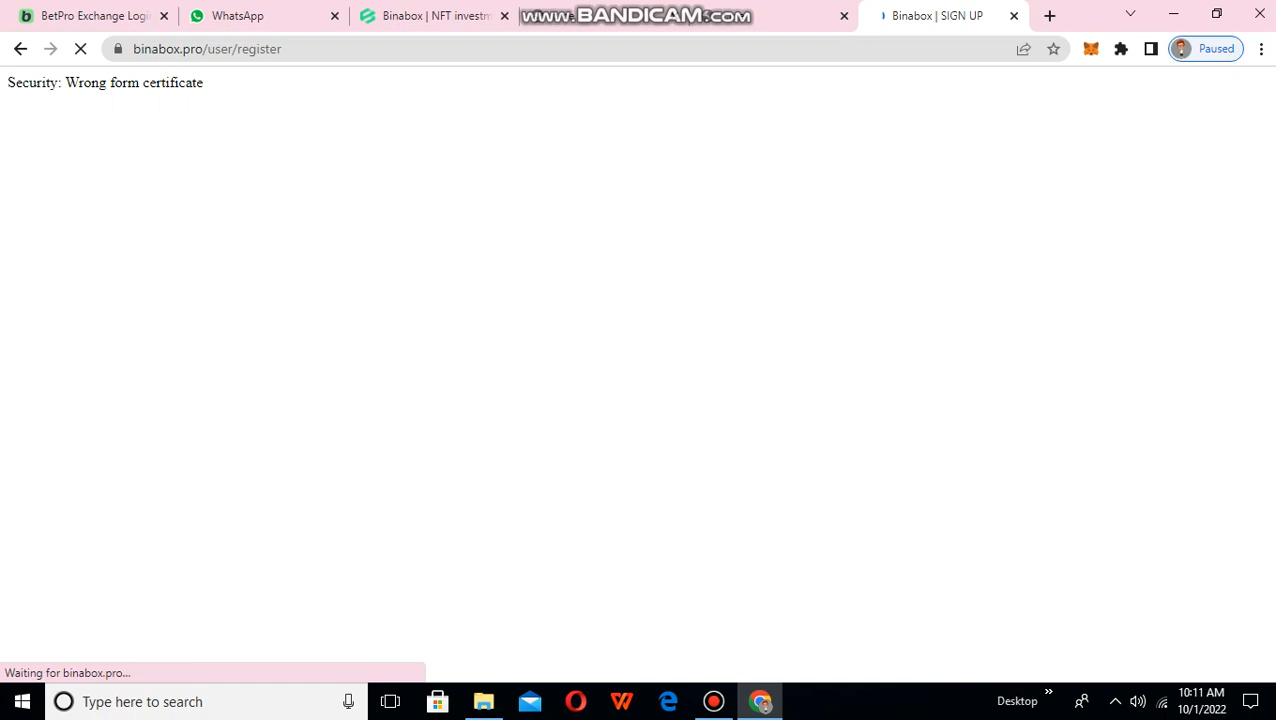 BetPro Exchange Logi
WhatsApp
Binabox | NFT investm
WWW.BANDICAM.COM
Binabox | SIGN UP
binabox.pro/user/register
Paused
Security: Wrong form certificate
Waiting for binabox.pro...
Type here to search
Desktop
10:11 AM
10/1/2022